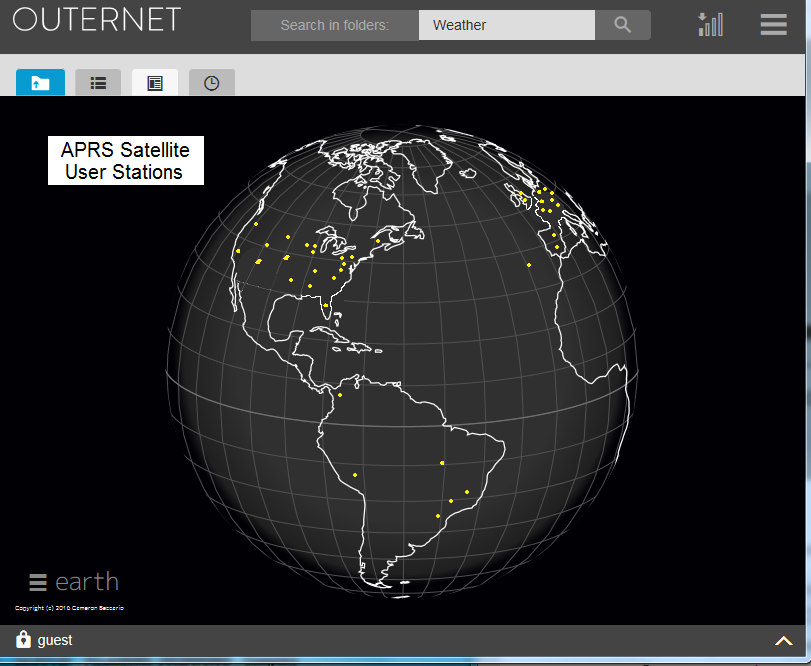 OUTERNET
Search in folders: Weather
APRS Satellite
User Stations
earth
Copyright (c) 2016 Cameron Beccario
guest